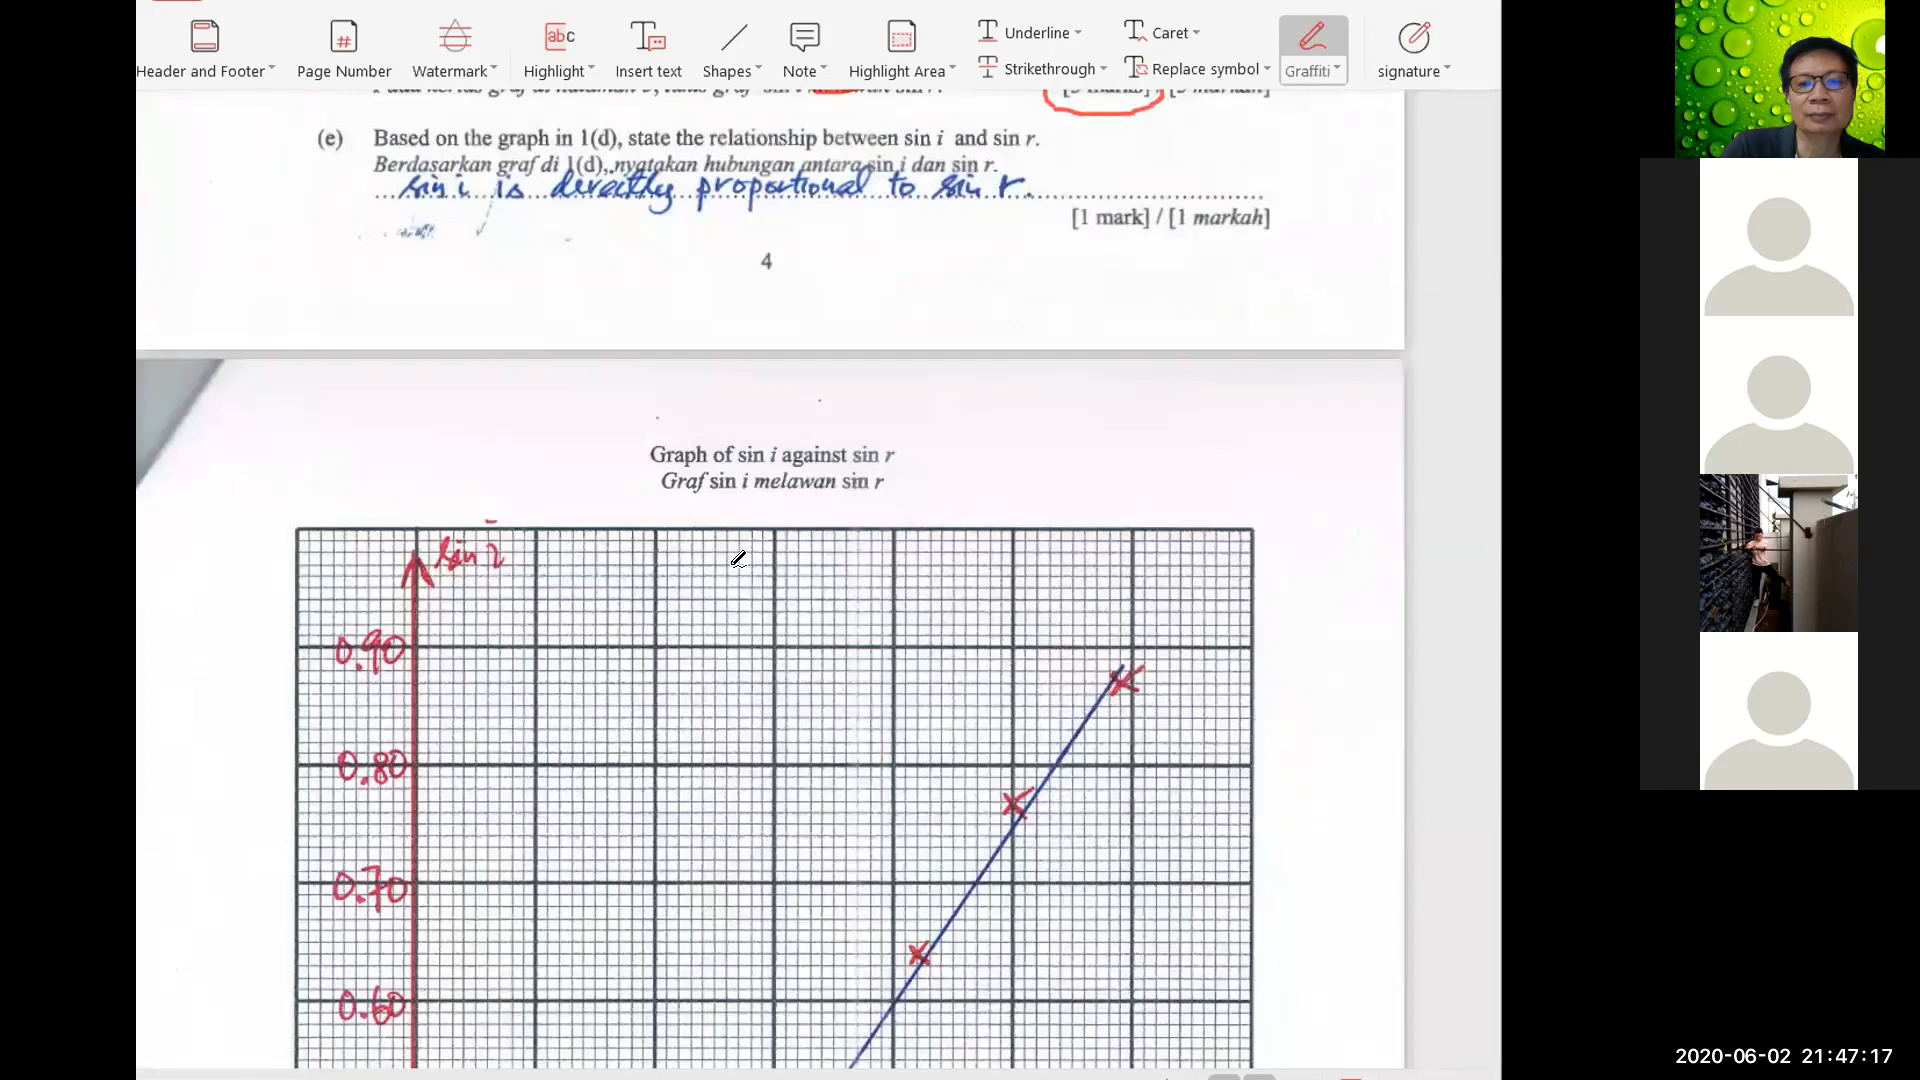 Underline
Caret
Header and Footer
Page Number
Watermark
Highlight
Insert text
Shapes
Note
Highlight Area
Strikethrough
Replace symbol
Graffiti
signature
abc
#
(e) Based on the graph in 1(d), state the relationship between sin i and sin r.
Berdasarkan graf di 1(d), nyatakan hubungan antara sin i dan sin r.
sin i is directly proportional to sin r.
[1 mark] / [1 markah]
4
Graph of sin i against sin r
Graf sin i melawan sin r
sin i
0.90
0.80
0.70
0.60
2020-06-02 21:47:17